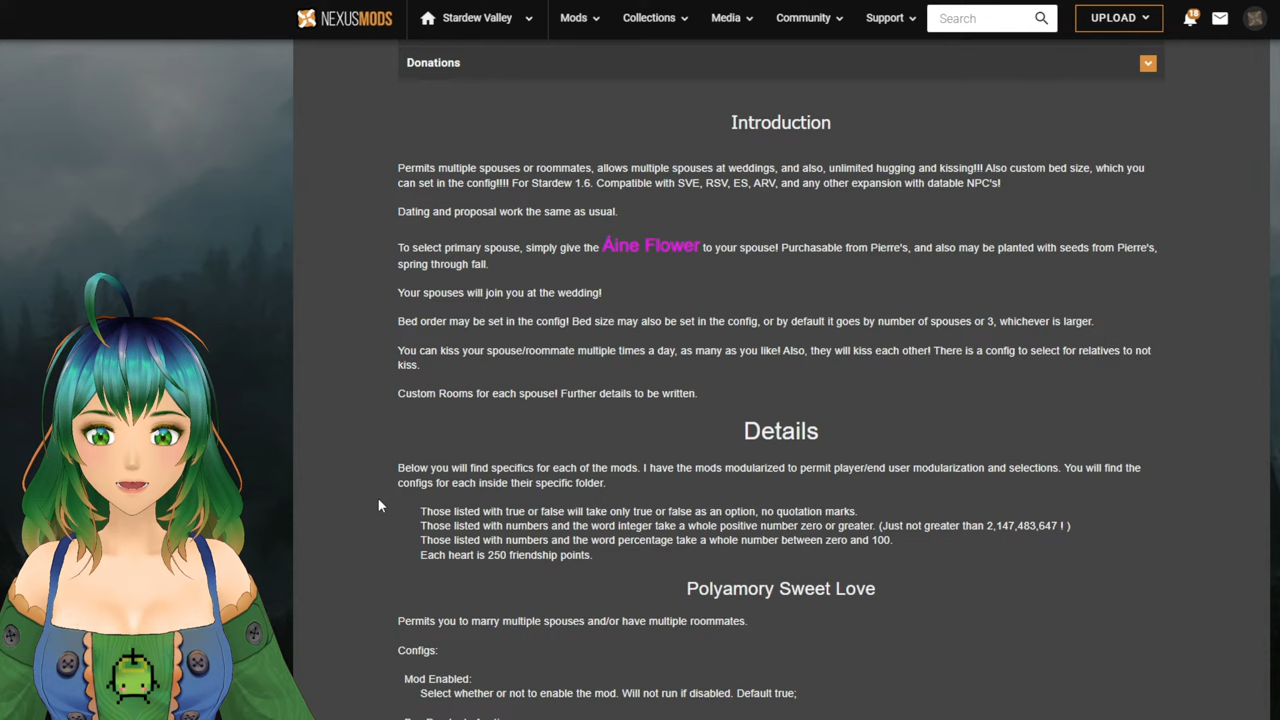 NEXUSMODS Stardew Valley Mods Collections Media Community Support Search UPLOAD 18
Donations
Introduction
Permits multiple spouses or roommates, allows multiple spouses at weddings, and also, unlimited hugging and kissing!!! Also custom bed size, which you
can set in the config!!!! For Stardew 1.6. Compatible with SVE, RSV, ES, ARV, and any other expansion with datable NPC's!
Dating and proposal work the same as usual.
To select primary spouse, simply give the Áine Flower to your spouse! Purchasable from Pierre's, and also may be planted with seeds from Pierre's,
spring through fall.
Your spouses will join you at the wedding!
Bed order may be set in the config! Bed size may also be set in the config, or by default it goes by number of spouses or 3, whichever is larger.
You can kiss your spouse/roommate multiple times a day, as many as you like! Also, they will kiss each other! There is a config to select for relatives to not
kiss.
Custom Rooms for each spouse! Further details to be written.
Details
Below you will find specifics for each of the mods. I have the mods modularized to permit player/end user modularization and selections. You will find the
configs for each inside their specific folder.
Those listed with true or false will take only true or false as an option, no quotation marks.
Those listed with numbers and the word integer take a whole positive number zero or greater. (Just not greater than 2,147,483,647 ! )
Those listed with numbers and the word percentage take a whole number between zero and 100.
Each heart is 250 friendship points.
Polyamory Sweet Love
Permits you to marry multiple spouses and/or have multiple roommates.
Configs:
Mod Enabled:
Select whether or not to enable the mod. Will not run if disabled. Default true;